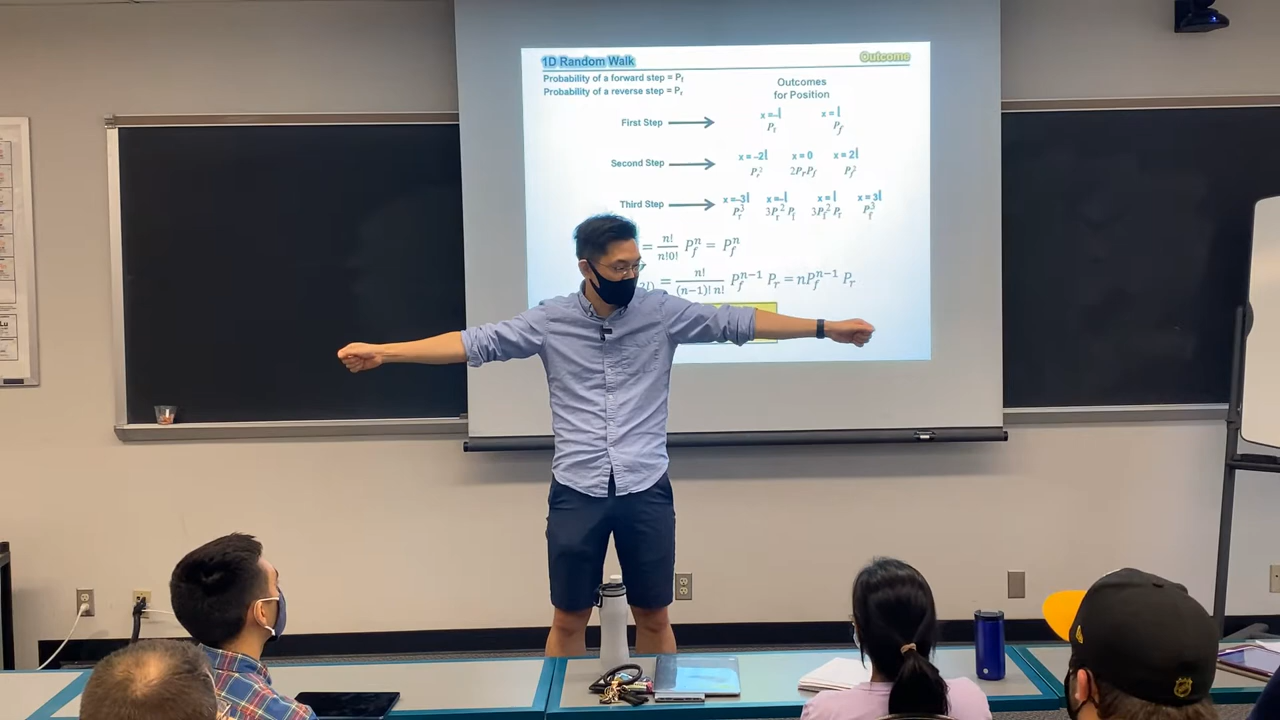 1D Random Walk
Outcome
Probability of a forward step = P_f
Probability of a reverse step = P_r
Outcomes
for Position
First Step
x = -l x = l
P_r P_f
Second Step
x = -2l x = 0 x = 2l
P_r^2 2P_rP_f P_f^2
Third Step
x = -3l x = -l x = l x = 3l
P_r^3 3P_r^2 P_f 3P_f^2 P_r P_f^3
= n!/(n!0!) P_f^n = P_f^n
= n!/((n-1)! n!) P_f^{n-1} P_r = nP_f^{n-1} P_r
Lu